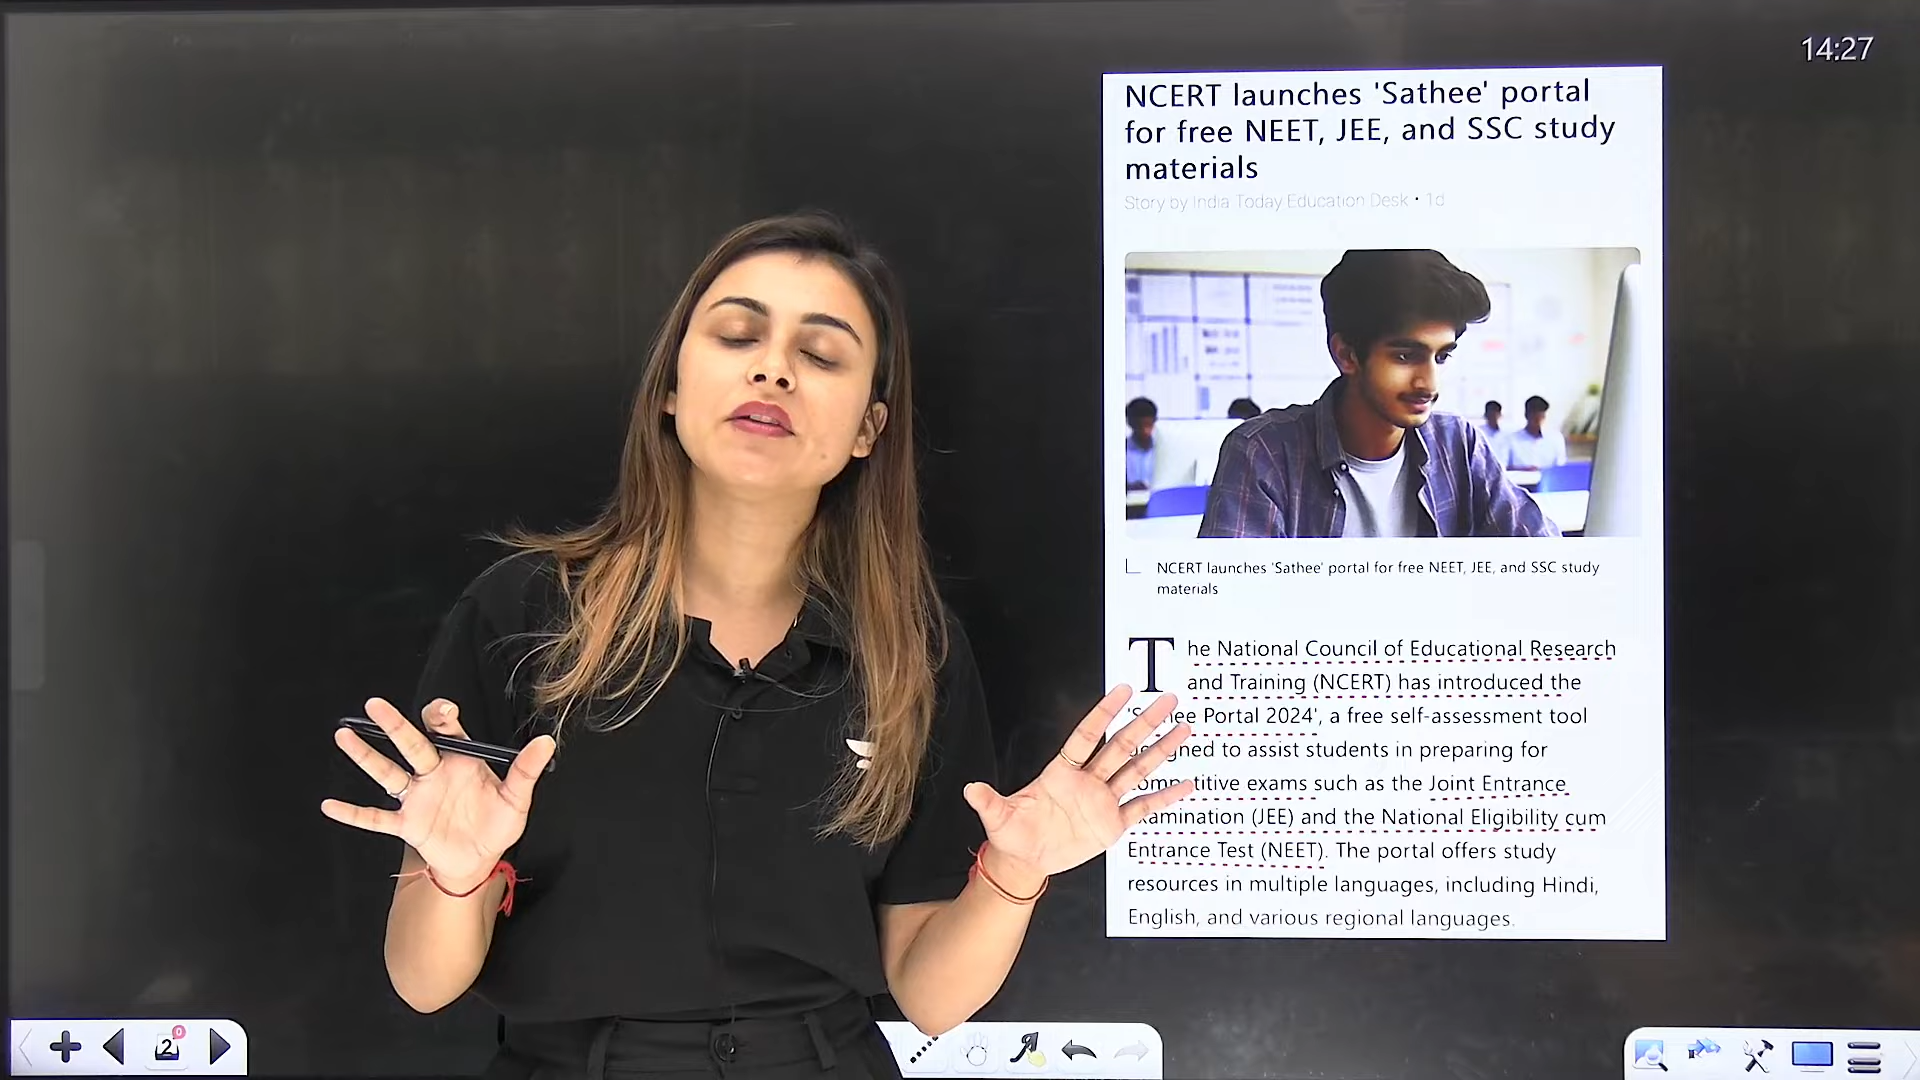 14:27
NCERT launches 'Sathee' portal
for free NEET, JEE, and SSC study
materials
Story by India Today Education Desk • 1d
NCERT launches 'Sathee' portal for free NEET, JEE, and SSC study
materials
The National Council of Educational Research
and Training (NCERT) has introduced the
Portal 2024', a free self-assessment tool
to assist students in preparing for
exams such as the Joint Entrance
(JEE) and the National Eligibility cum
Entrance Test (NEET). The portal offers study
resources in multiple languages, including Hindi,
English, and various regional languages.
2
0